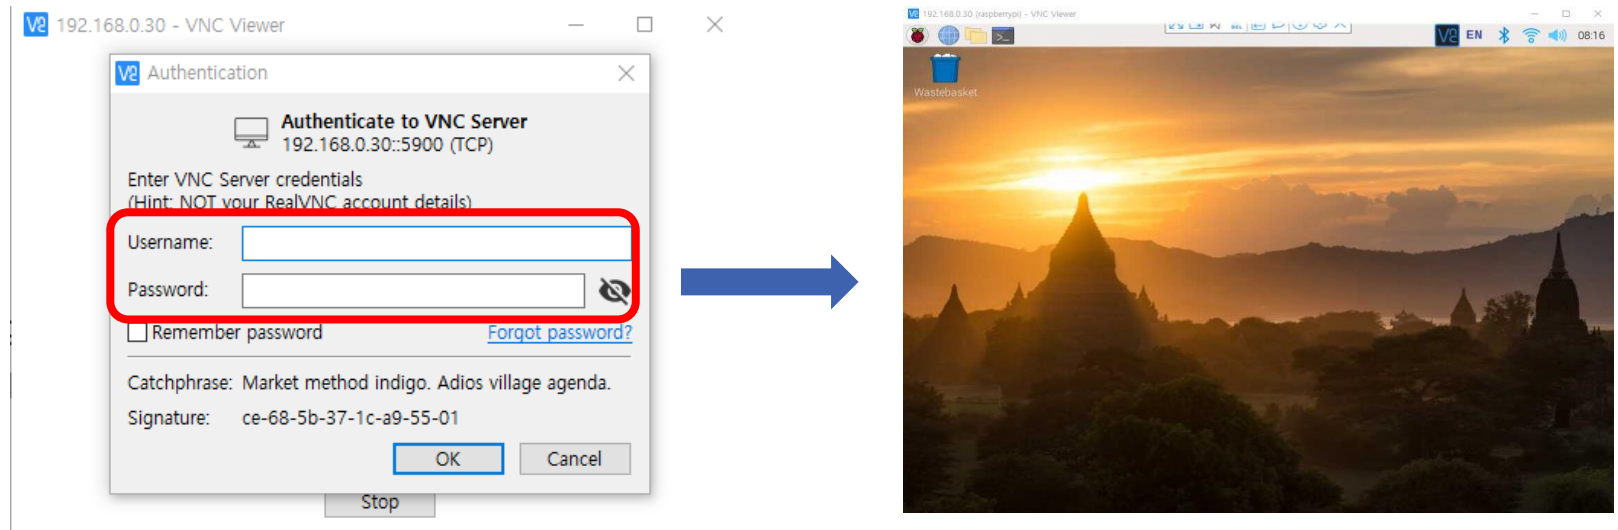 192.168.0.30 - VNC Viewer
Authentication
Authenticate to VNC Server
192.168.0.30::5900 (TCP)
Enter VNC Server credentials
(Hint: NOT your RealVNC account details)
Username:
Password:
Remember password
Forgot password?
Catchphrase: Market method indigo. Adios village agenda.
Signature: ce-68-5b-37-1c-a9-55-01
OK
Cancel
Stop
192.168.0.30 (raspberrypi) - VNC Viewer
EN
08:16
Wastebasket